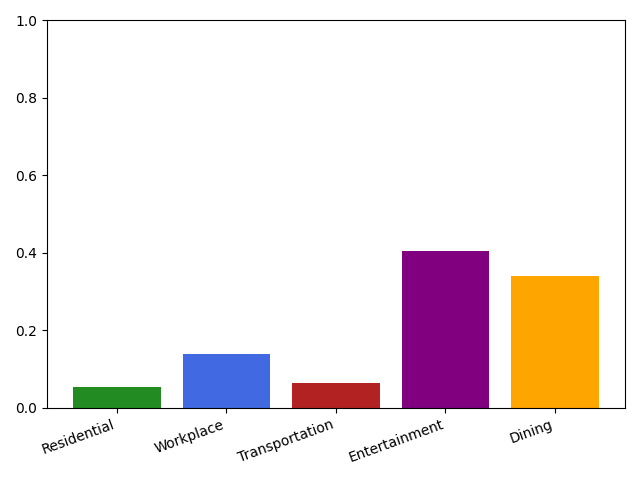 1.0
0.8
0.6
0.4
0.2
0.0
Residential
Workplace
Transportation
Entertainment
Dining